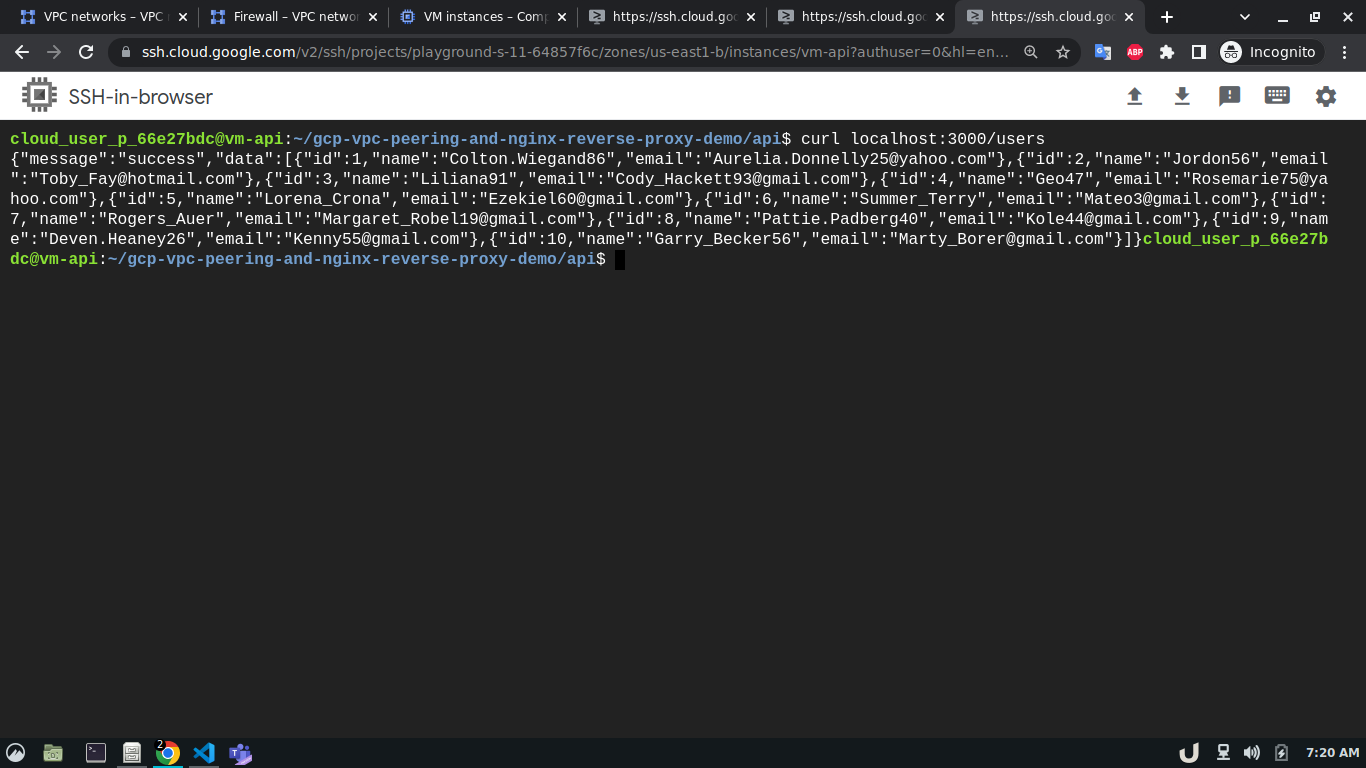 VPC networks – VPC
Firewall – VPC netwo
VM instances – Comp
https://ssh.cloud.goo
https://ssh.cloud.goo
https://ssh.cloud.goo
ssh.cloud.google.com/v2/ssh/projects/playground-s-11-64857f6c/zones/us-east1-b/instances/vm-api?authuser=0&hl=en...
ABP
Incognito
SSH-in-browser
cloud_user_p_66e27bdc@vm-api:~/gcp-vpc-peering-and-nginx-reverse-proxy-demo/api$ curl localhost:3000/users
{"message":"success","data":[{"id":1,"name":"Colton.Wiegand86","email":"Aurelia.Donnelly25@yahoo.com"},{"id":2,"name":"Jordon56","email
":"Toby_Fay@hotmail.com"},{"id":3,"name":"Liliana91","email":"Cody_Hackett93@gmail.com"},{"id":4,"name":"Geo47","email":"Rosemarie75@ya
hoo.com"},{"id":5,"name":"Lorena_Crona","email":"Ezekiel60@gmail.com"},{"id":6,"name":"Summer_Terry","email":"Mateo3@gmail.com"},{"id":
7,"name":"Rogers_Auer","email":"Margaret_Robel19@gmail.com"},{"id":8,"name":"Pattie.Padberg40","email":"Kole44@gmail.com"},{"id":9,"nam
e":"Deven.Heaney26","email":"Kenny55@gmail.com"},{"id":10,"name":"Garry_Becker56","email":"Marty_Borer@gmail.com"}]}cloud_user_p_66e27b
dc@vm-api:~/gcp-vpc-peering-and-nginx-reverse-proxy-demo/api$
2
7:20 AM